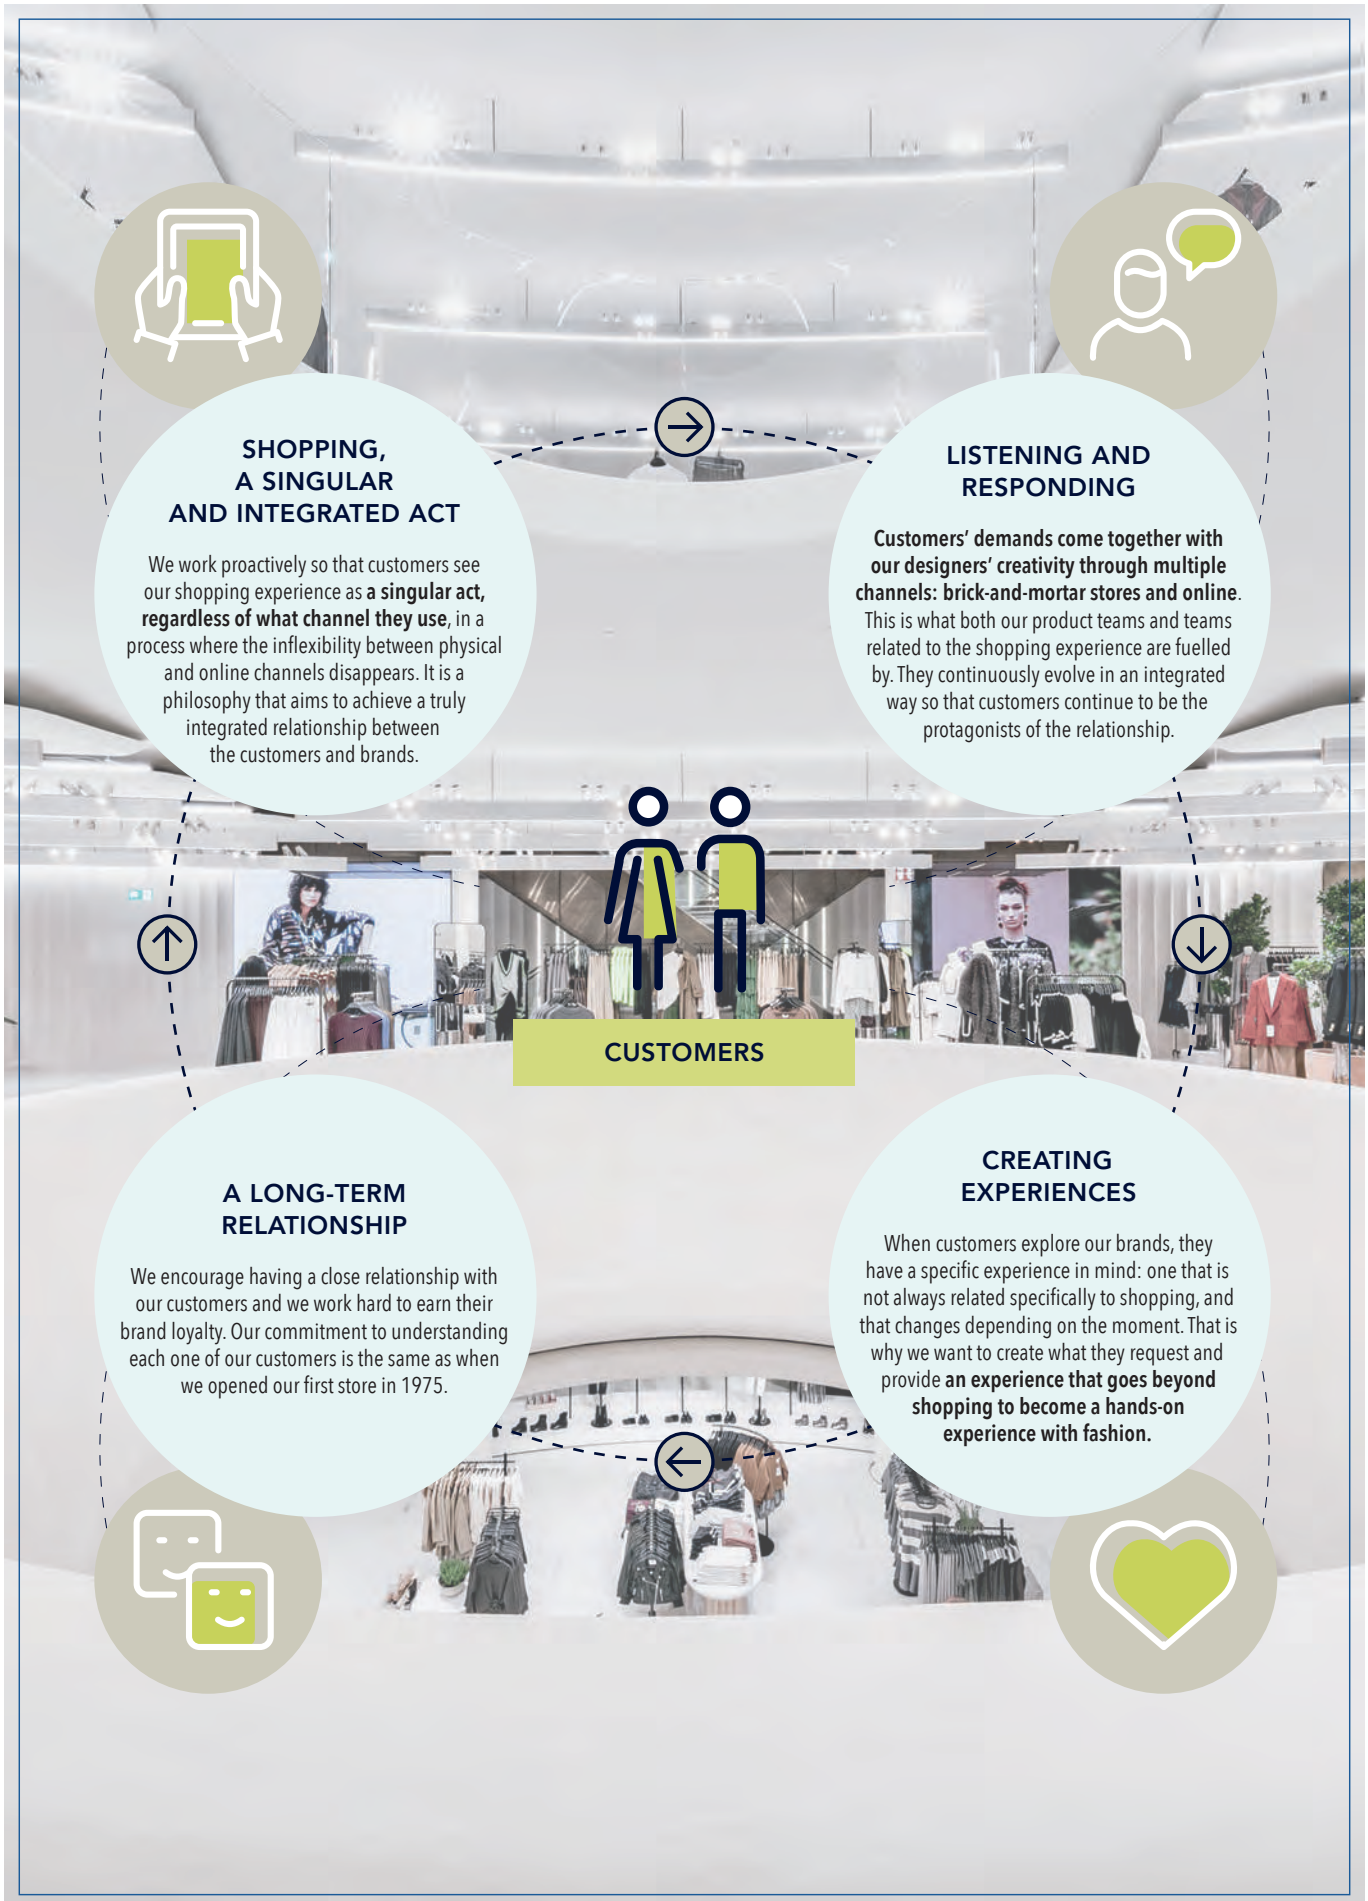 SHOPPING,
A SINGULAR
AND INTEGRATED ACT
We work proactively so that customers see
our shopping experience as a singular act,
regardless of what channel they use, in a
process where the inflexibility between physical
and online channels disappears. It is a
philosophy that aims to achieve a truly
integrated relationship between
the customers and brands.
LISTENING AND
RESPONDING
Customers’ demands come together with
our designers’ creativity through multiple
channels: brick-and-mortar stores and online.
This is what both our product teams and teams
related to the shopping experience are fuelled
by. They continuously evolve in an integrated
way so that customers continue to be the
protagonists of the relationship.
CUSTOMERS
A LONG-TERM
RELATIONSHIP
We encourage having a close relationship with
our customers and we work hard to earn their
brand loyalty. Our commitment to understanding
each one of our customers is the same as when
we opened our first store in 1975.
CREATING
EXPERIENCES
When customers explore our brands, they
have a specific experience in mind: one that is
not always related specifically to shopping, and
that changes depending on the moment. That is
why we want to create what they request and
provide an experience that goes beyond
shopping to become a hands-on
experience with fashion.